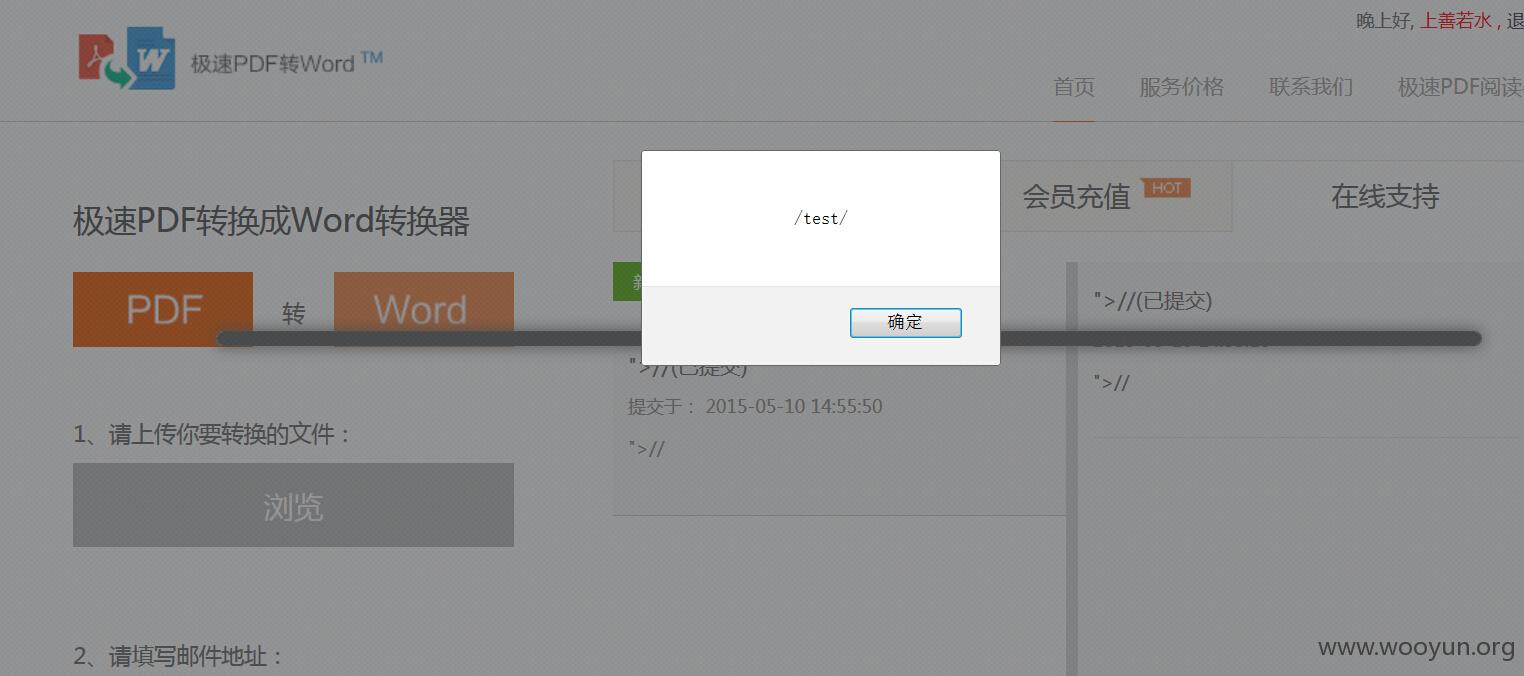 晚上好, 上善若水 , 退
极速PDF转Word TM
首页 服务价格 联系我们 极速PDF阅读
会员充值 HOT 在线支持
/test/
确定
极速PDF转换成Word转换器
PDF 转 Word
">//(已提交)
提交于： 2015-05-10 14:55:50
">//
">//(已提交)
">//
1、请上传你要转换的文件：
浏览
2、请填写邮件地址：
www.wooyun.org